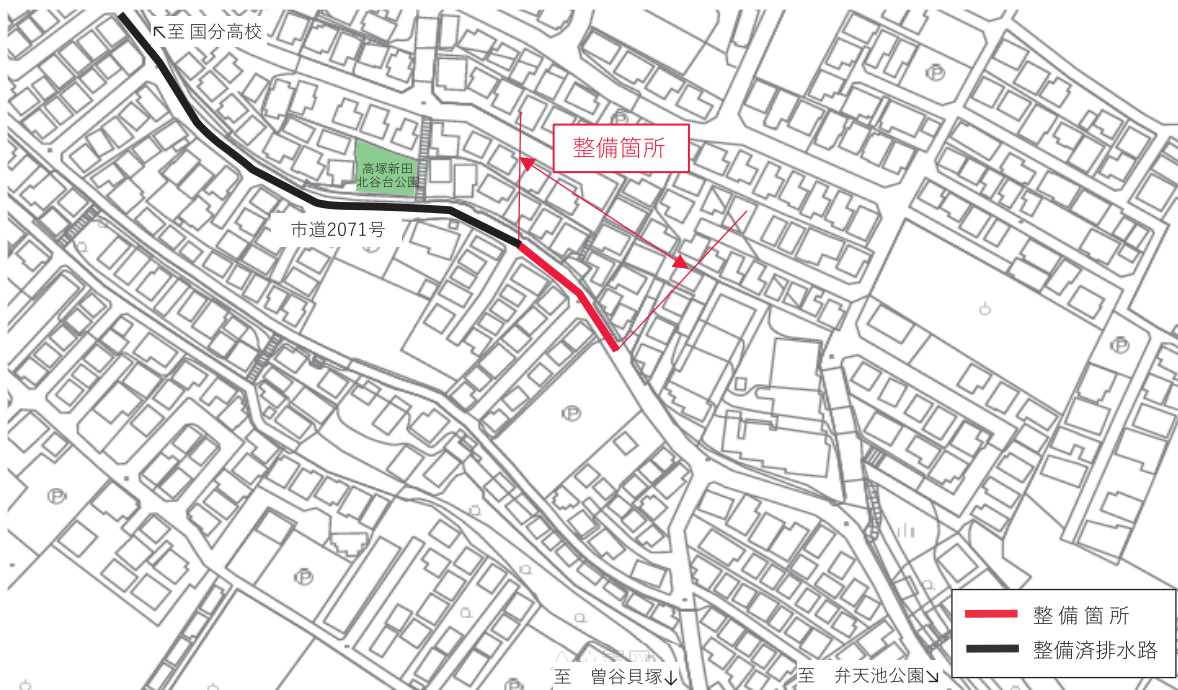 ↖至 国分高校
整備箇所
高塚新田
北谷台公園
市道2071号
整備箇所
整備済排水路
至 曽谷貝塚↓
至 弁天池公園↘